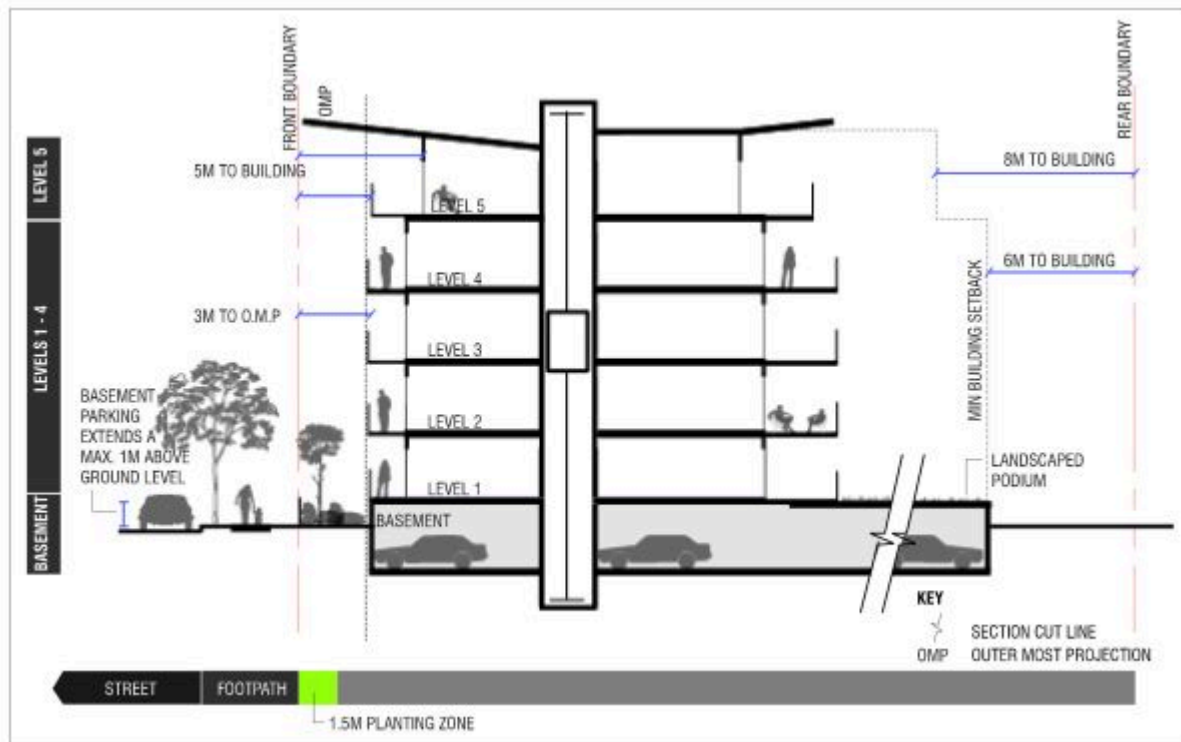 FRONT BOUNDARY
OMP
REAR BOUNDARY
LEVEL 5
5M TO BUILDING
8M TO BUILDING
LEVEL 5
LEVELS 1 - 4
LEVEL 4
6M TO BUILDING
MIN BUILDING SETBACK
3M TO O.M.P
LEVEL 3
BASEMENT
PARKING
EXTENDS A
MAX. 1M ABOVE
GROUND LEVEL
LEVEL 2
LANDSCAPED
PODIUM
LEVEL 1
BASEMENT
BASEMENT
KEY
SECTION CUT LINE
OMP OUTER MOST PROJECTION
STREET
FOOTPATH
1.5M PLANTING ZONE